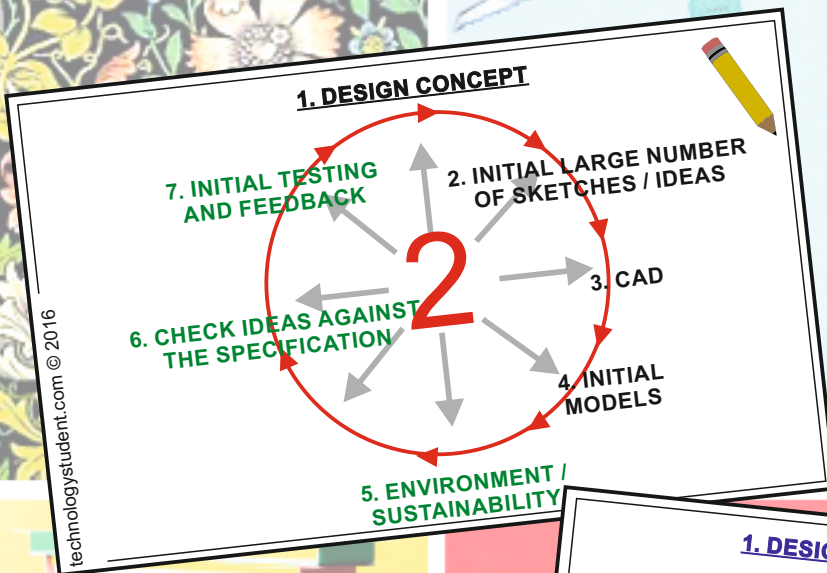 1. DESIGN CONCEPT
2. INITIAL LARGE NUMBER
OF SKETCHES / IDEAS
3. CAD
4. INITIAL
MODELS
5. ENVIRONMENT /
SUSTAINABILITY
6. CHECK IDEAS AGAINST
THE SPECIFICATION
7. INITIAL TESTING
AND FEEDBACK
2
technologystudent.com © 2016
1. DESIG